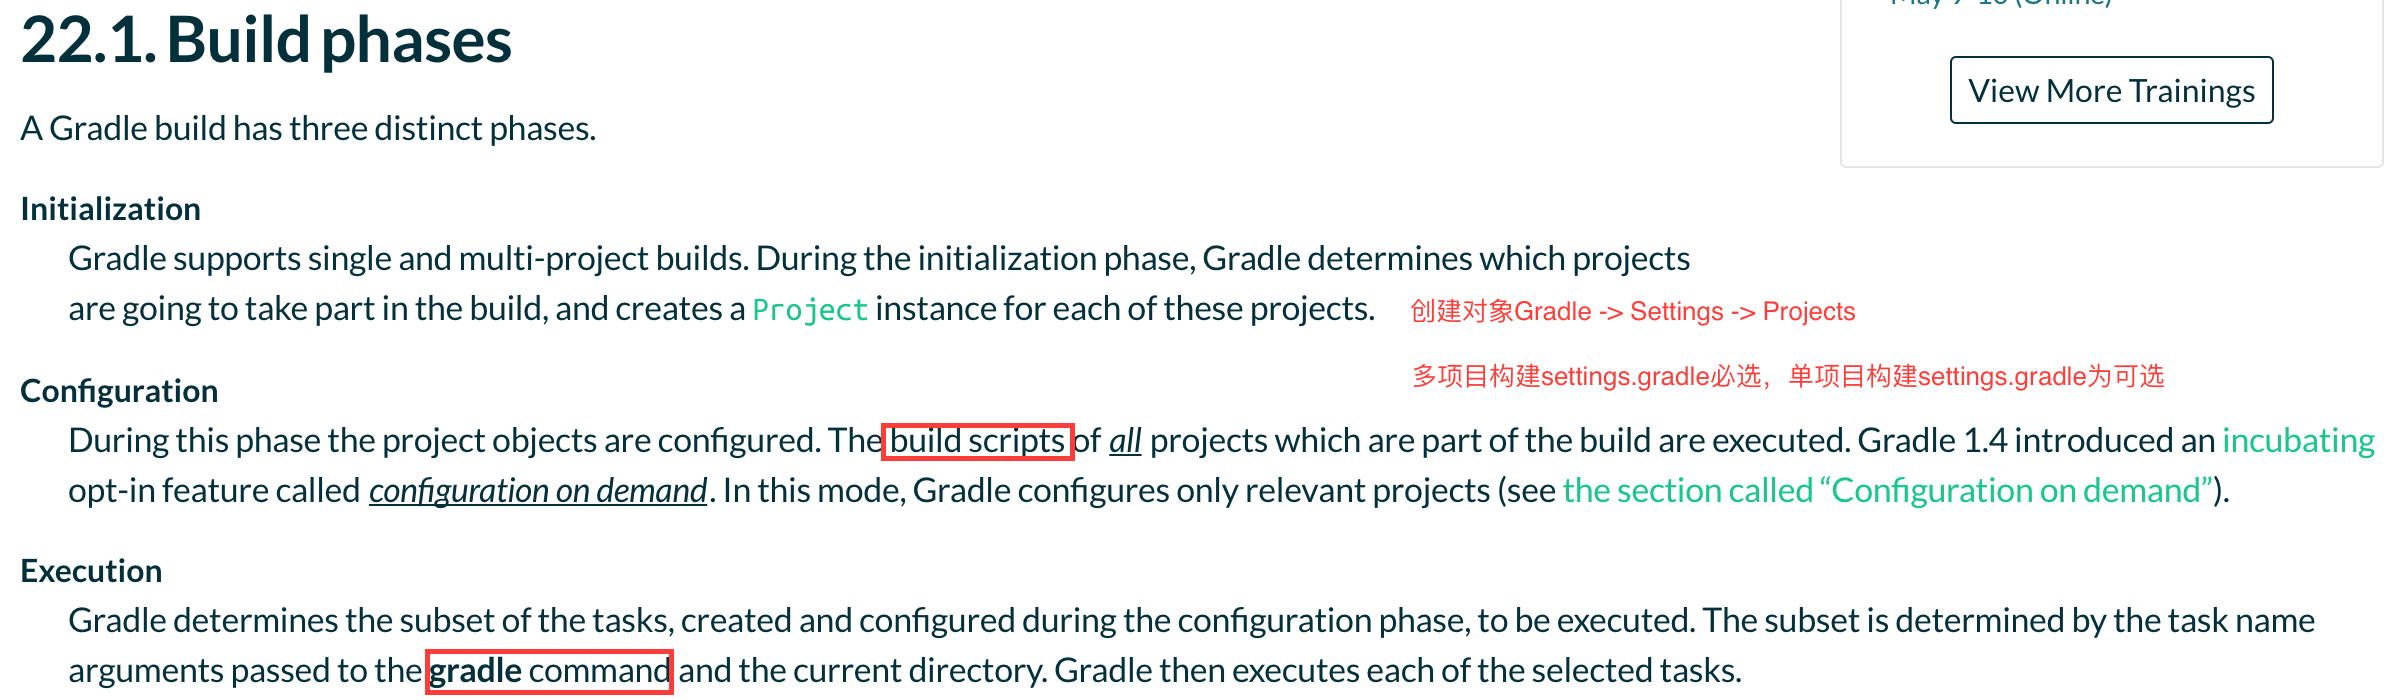 22.1. Build phases
View More Trainings
A Gradle build has three distinct phases.
Initialization
Gradle supports single and multi-project builds. During the initialization phase, Gradle determines which projects
are going to take part in the build, and creates a Project instance for each of these projects.
创建对象Gradle -> Settings -> Projects
多项目构建settings.gradle必选，单项目构建settings.gradle为可选
Configuration
During this phase the project objects are configured. The build scripts of all projects which are part of the build are executed. Gradle 1.4 introduced an incubating
opt-in feature called configuration on demand. In this mode, Gradle configures only relevant projects (see the section called “Configuration on demand”).
Execution
Gradle determines the subset of the tasks, created and configured during the configuration phase, to be executed. The subset is determined by the task name
arguments passed to the gradle command and the current directory. Gradle then executes each of the selected tasks.